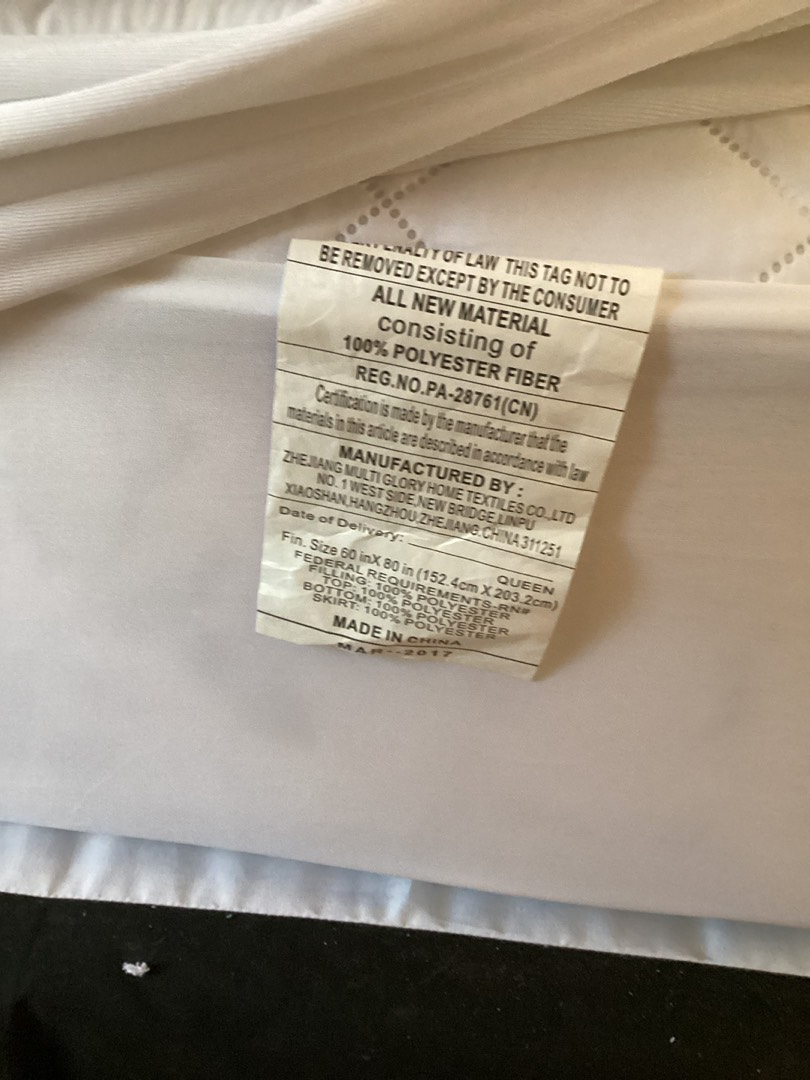 PENALTY OF LAW THIS TAG NOT TO
BE REMOVED EXCEPT BY THE CONSUMER
ALL NEW MATERIAL
consisting of
100% POLYESTER FIBER
REG.NO.PA-28761(CN)
Certification is made by the manufacturer that the
materials in this article are described in accordance with law
MANUFACTURED BY :
ZHEJIANG MULTI GLORY HOME TEXTILES CO.,LTD
NO. 1 WEST SIDE,NEW BRIDGE,LINPU
XIAOSHAN,HANGZHOU,ZHEJIANG,CHINA 311251
Date of Delivery:
QUEEN
Fin. Size 60 inX 80 in (152.4cm X 203.2cm)
FEDERAL REQUIREMENTS-RN#
FILLING: 100% POLYESTER
TOP: 100% POLYESTER
BOTTOM: 100% POLYESTER
SKIRT: 100% POLYESTER
MADE IN CHINA
MAR--2017